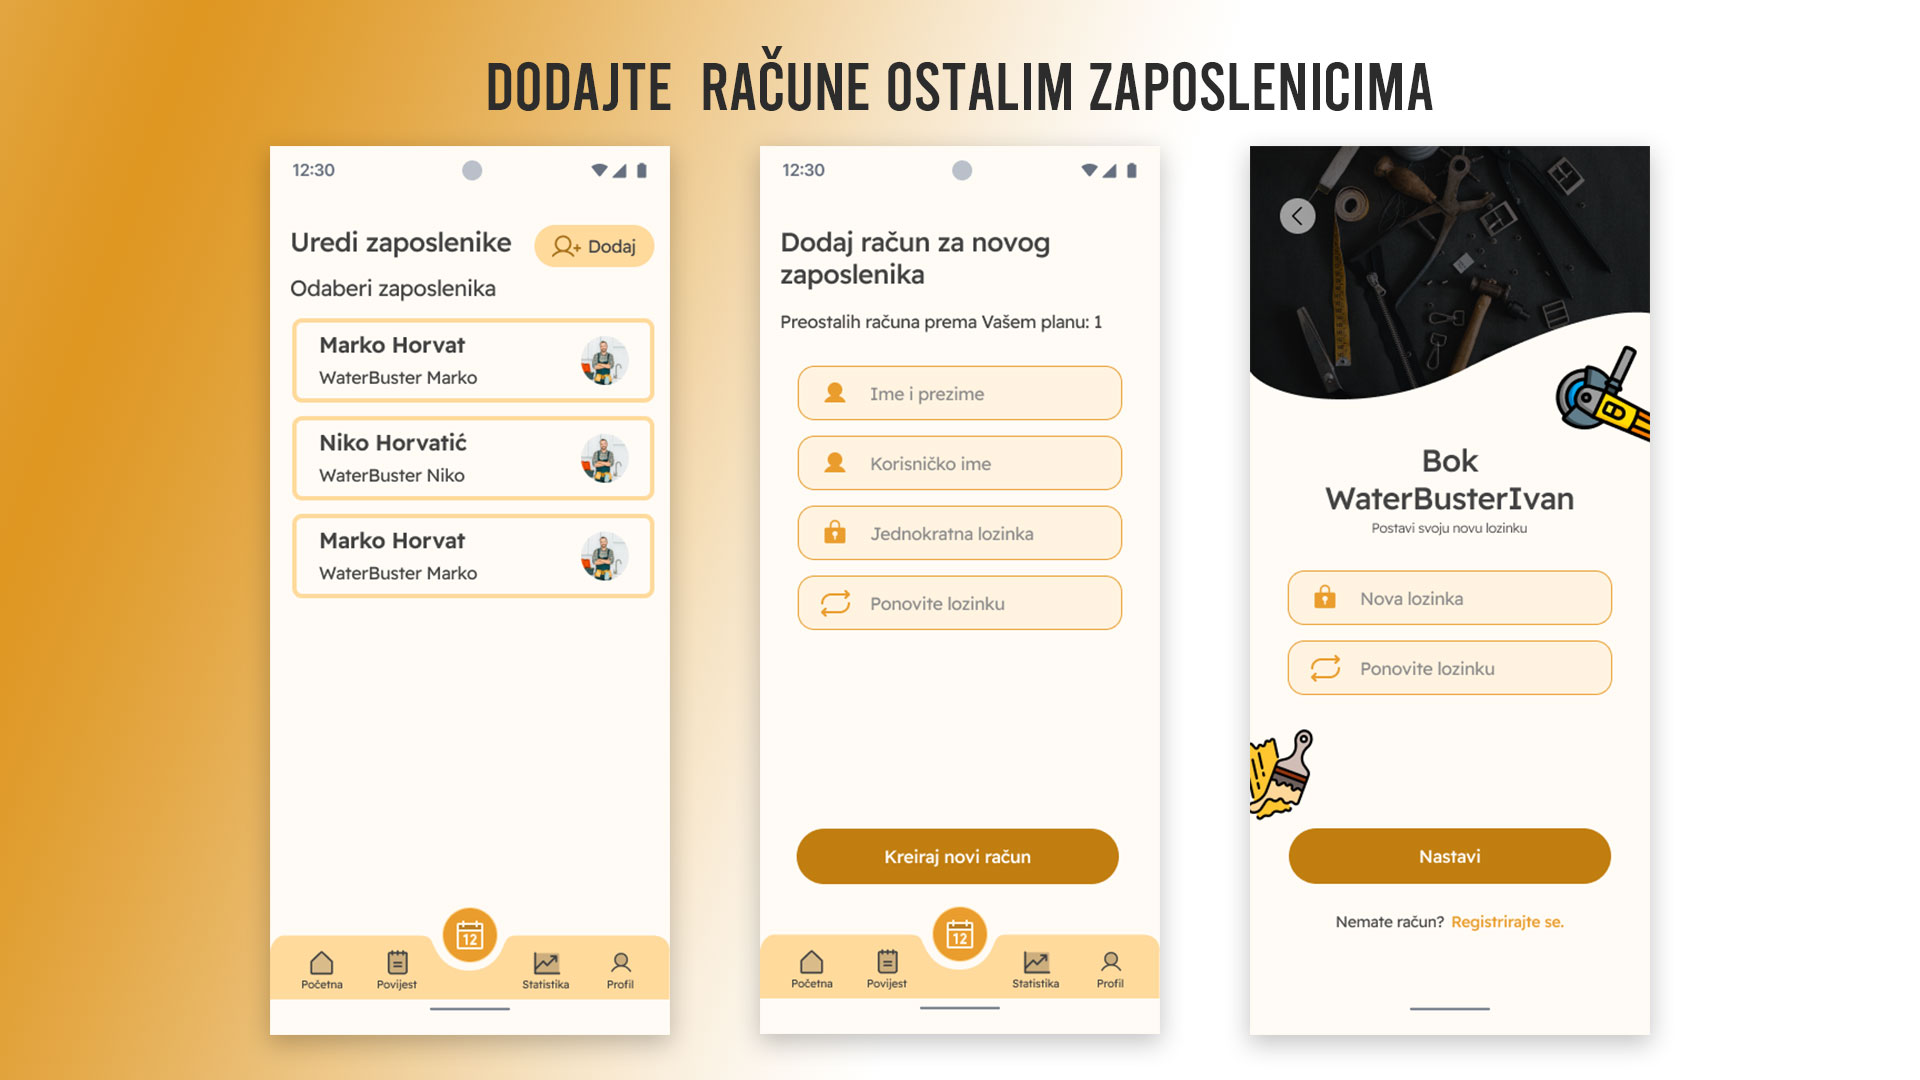 DODAJTE RAČUNE OSTALIM ZAPOSLENICIMA
12:30
Uredi zaposlenike
Dodaj
Odaberi zaposlenika
Marko Horvat
WaterBuster Marko
Niko Horvatić
WaterBuster Niko
Marko Horvat
WaterBuster Marko
12
Početna
Povijest
Statistika
Profil
12:30
Dodaj račun za novog
zaposlenika
Preostalih računa prema Vašem planu: 1
Ime i prezime
Korisničko ime
Jednokratna lozinka
Ponovite lozinku
Kreiraj novi račun
12
Početna
Povijest
Statistika
Profil
Bok
WaterBusterIvan
Postavi svoju novu lozinku
Nova lozinka
Ponovite lozinku
Nastavi
Nemate račun? Registrirajte se.